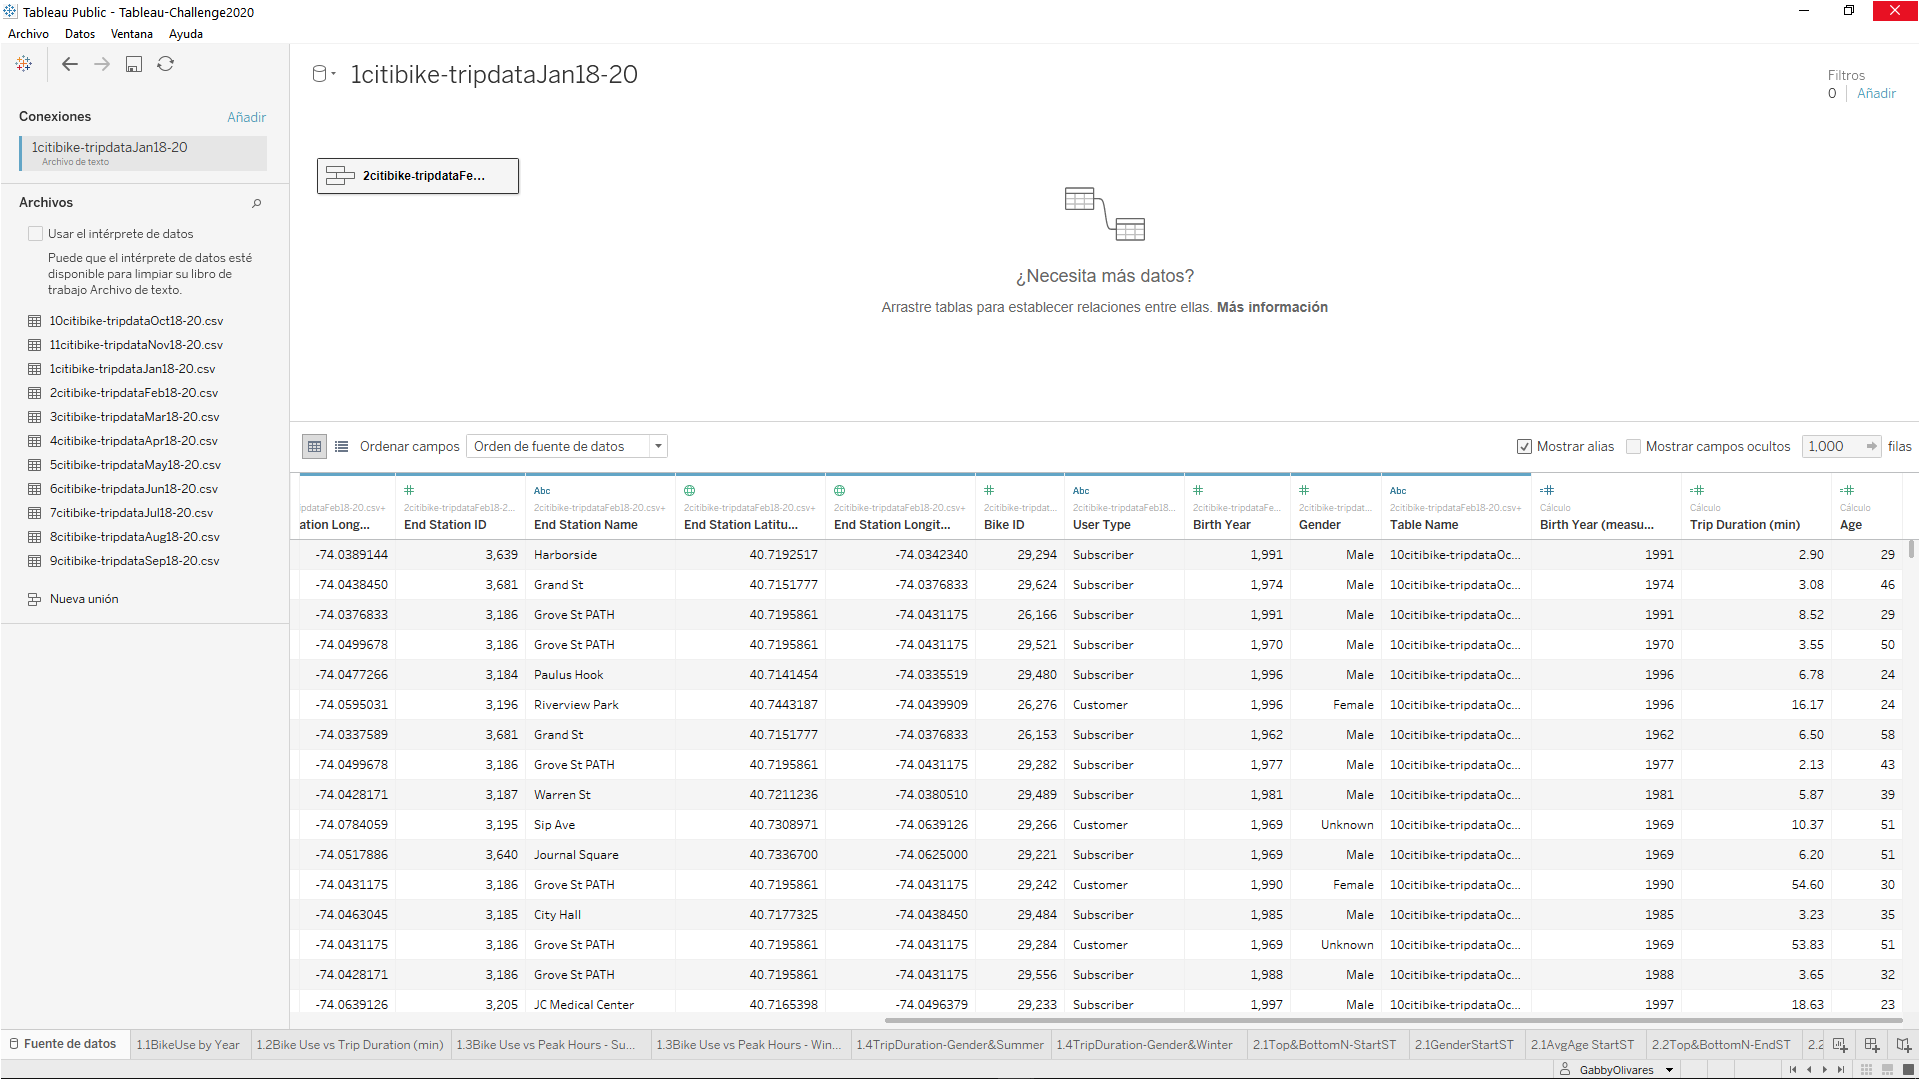 Tableau Public - Tableau-Challenge2020
Archivo Datos Ventana Ayuda
1citibike-tripdataJan18-20
Filtros
0 Añadir
Conexiones Añadir
1citibike-tripdataJan18-20
Archivo de texto
2citibike-tripdataFe...
Archivos
Usar el intérprete de datos
Puede que el intérprete de datos esté
disponible para limpiar su libro de
trabajo Archivo de texto.
10citibike-tripdataOct18-20.csv
11citibike-tripdataNov18-20.csv
1citibike-tripdataJan18-20.csv
2citibike-tripdataFeb18-20.csv
3citibike-tripdataMar18-20.csv
4citibike-tripdataApr18-20.csv
5citibike-tripdataMay18-20.csv
6citibike-tripdataJun18-20.csv
7citibike-tripdataJul18-20.csv
8citibike-tripdataAug18-20.csv
9citibike-tripdataSep18-20.csv
Nueva unión
¿Necesita más datos?
Arrastre tablas para establecer relaciones entre ellas. Más información
Ordenar campos Orden de fuente de datos Mostrar alias Mostrar campos ocultos 1,000 filas
Abc Abc Abc
pdataFeb18-20.csv+ 2citibike-tripdataFeb18-2... 2citibike-tripdataFeb18-20.csv+ 2citibike-tripdataFeb18-20.csv+ 2citibike-tripdataFeb18-20.csv+ 2citibike-tripdat... 2citibike-tripdataFeb18... 2citibike-tripdataFe... 2citibike-tripdat... 2citibike-tripdataFeb18-20.csv+ Cálculo Cálculo Cálculo
ation Long... End Station ID End Station Name End Station Latitu... End Station Longit... Bike ID User Type Birth Year Gender Table Name Birth Year (measu... Trip Duration (min) Age
-74.0389144 3,639 Harborside 40.7192517 -74.0342340 29,294 Subscriber 1,991 Male 10citibike-tripdataOc... 1991 2.90 29
-74.0438450 3,681 Grand St 40.7151777 -74.0376833 29,624 Subscriber 1,974 Male 10citibike-tripdataOc... 1974 3.08 46
-74.0376833 3,186 Grove St PATH 40.7195861 -74.0431175 26,166 Subscriber 1,991 Male 10citibike-tripdataOc... 1991 8.52 29
-74.0499678 3,186 Grove St PATH 40.7195861 -74.0431175 29,521 Subscriber 1,970 Male 10citibike-tripdataOc... 1970 3.55 50
-74.0477266 3,184 Paulus Hook 40.7141454 -74.0335519 29,480 Subscriber 1,996 Male 10citibike-tripdataOc... 1996 6.78 24
-74.0595031 3,196 Riverview Park 40.7443187 -74.0439909 26,276 Customer 1,996 Female 10citibike-tripdataOc... 1996 16.17 24
-74.0337589 3,681 Grand St 40.7151777 -74.0376833 26,153 Subscriber 1,962 Male 10citibike-tripdataOc... 1962 6.50 58
-74.0499678 3,186 Grove St PATH 40.7195861 -74.0431175 29,282 Subscriber 1,977 Male 10citibike-tripdataOc... 1977 2.13 43
-74.0428171 3,187 Warren St 40.7211236 -74.0380510 29,489 Subscriber 1,981 Male 10citibike-tripdataOc... 1981 5.87 39
-74.0784059 3,195 Sip Ave 40.7308971 -74.0639126 29,266 Customer 1,969 Unknown 10citibike-tripdataOc... 1969 10.37 51
-74.0517886 3,640 Journal Square 40.7336700 -74.0625000 29,221 Subscriber 1,969 Male 10citibike-tripdataOc... 1969 6.20 51
-74.0431175 3,186 Grove St PATH 40.7195861 -74.0431175 29,242 Customer 1,990 Female 10citibike-tripdataOc... 1990 54.60 30
-74.0463045 3,185 City Hall 40.7177325 -74.0438450 29,484 Subscriber 1,985 Male 10citibike-tripdataOc... 1985 3.23 35
-74.0431175 3,186 Grove St PATH 40.7195861 -74.0431175 29,284 Customer 1,969 Unknown 10citibike-tripdataOc... 1969 53.83 51
-74.0428171 3,186 Grove St PATH 40.7195861 -74.0431175 29,556 Subscriber 1,988 Male 10citibike-tripdataOc... 1988 3.65 32
-74.0639126 3,205 JC Medical Center 40.7165398 -74.0496379 29,233 Subscriber 1,997 Male 10citibike-tripdataOc... 1997 18.63 23
Fuente de datos 1.1BikeUse by Year 1.2Bike Use vs Trip Duration (min) 1.3Bike Use vs Peak Hours - Su... 1.3Bike Use vs Peak Hours - Win... 1.4TripDuration-Gender&Summer 1.4TripDuration-Gender&Winter 2.1Top&BottomN-StartST 2.1GenderStartST 2.1AvgAge StartST 2.2Top&BottomN-EndST 2.2
GabbyOlivares